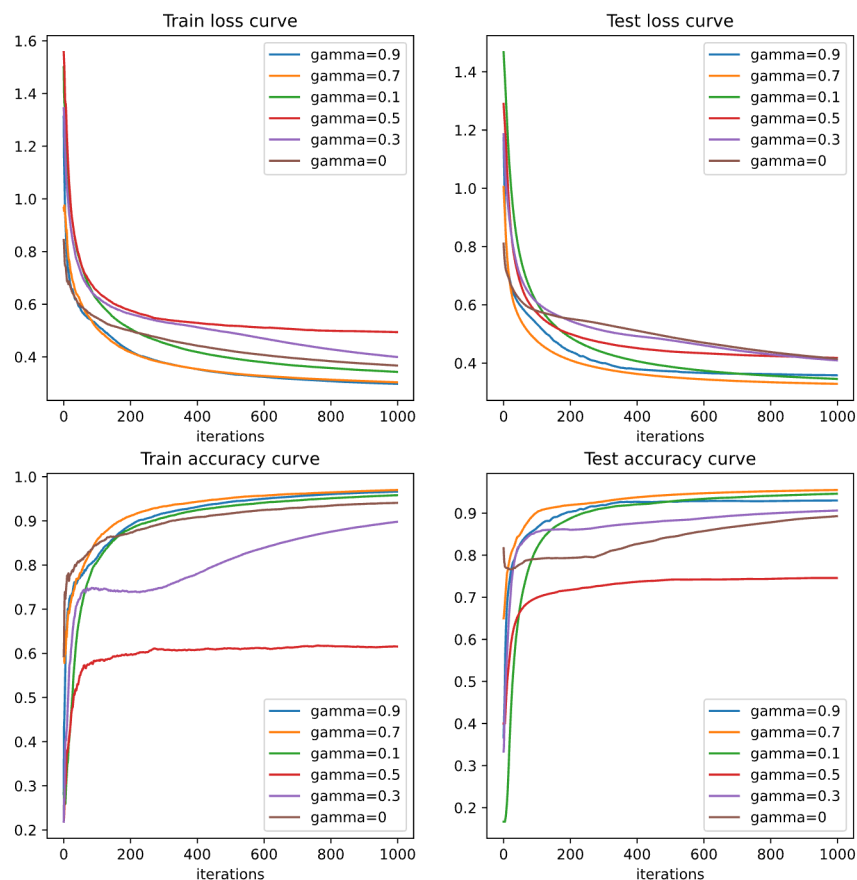 Train loss curve
1.6
1.4
1.2
1.0
0.8
0.6
0.4
0 200 400 600 800 1000
iterations
gamma=0.9
gamma=0.7
gamma=0.1
gamma=0.5
gamma=0.3
gamma=0
Test loss curve
1.4
1.2
1.0
0.8
0.6
0.4
0 200 400 600 800 1000
iterations
gamma=0.9
gamma=0.7
gamma=0.1
gamma=0.5
gamma=0.3
gamma=0
Train accuracy curve
1.0
0.9
0.8
0.7
0.6
0.5
0.4
0.3
0.2
0 200 400 600 800 1000
iterations
gamma=0.9
gamma=0.7
gamma=0.1
gamma=0.5
gamma=0.3
gamma=0
Test accuracy curve
0.9
0.8
0.7
0.6
0.5
0.4
0.3
0.2
0 200 400 600 800 1000
iterations
gamma=0.9
gamma=0.7
gamma=0.1
gamma=0.5
gamma=0.3
gamma=0